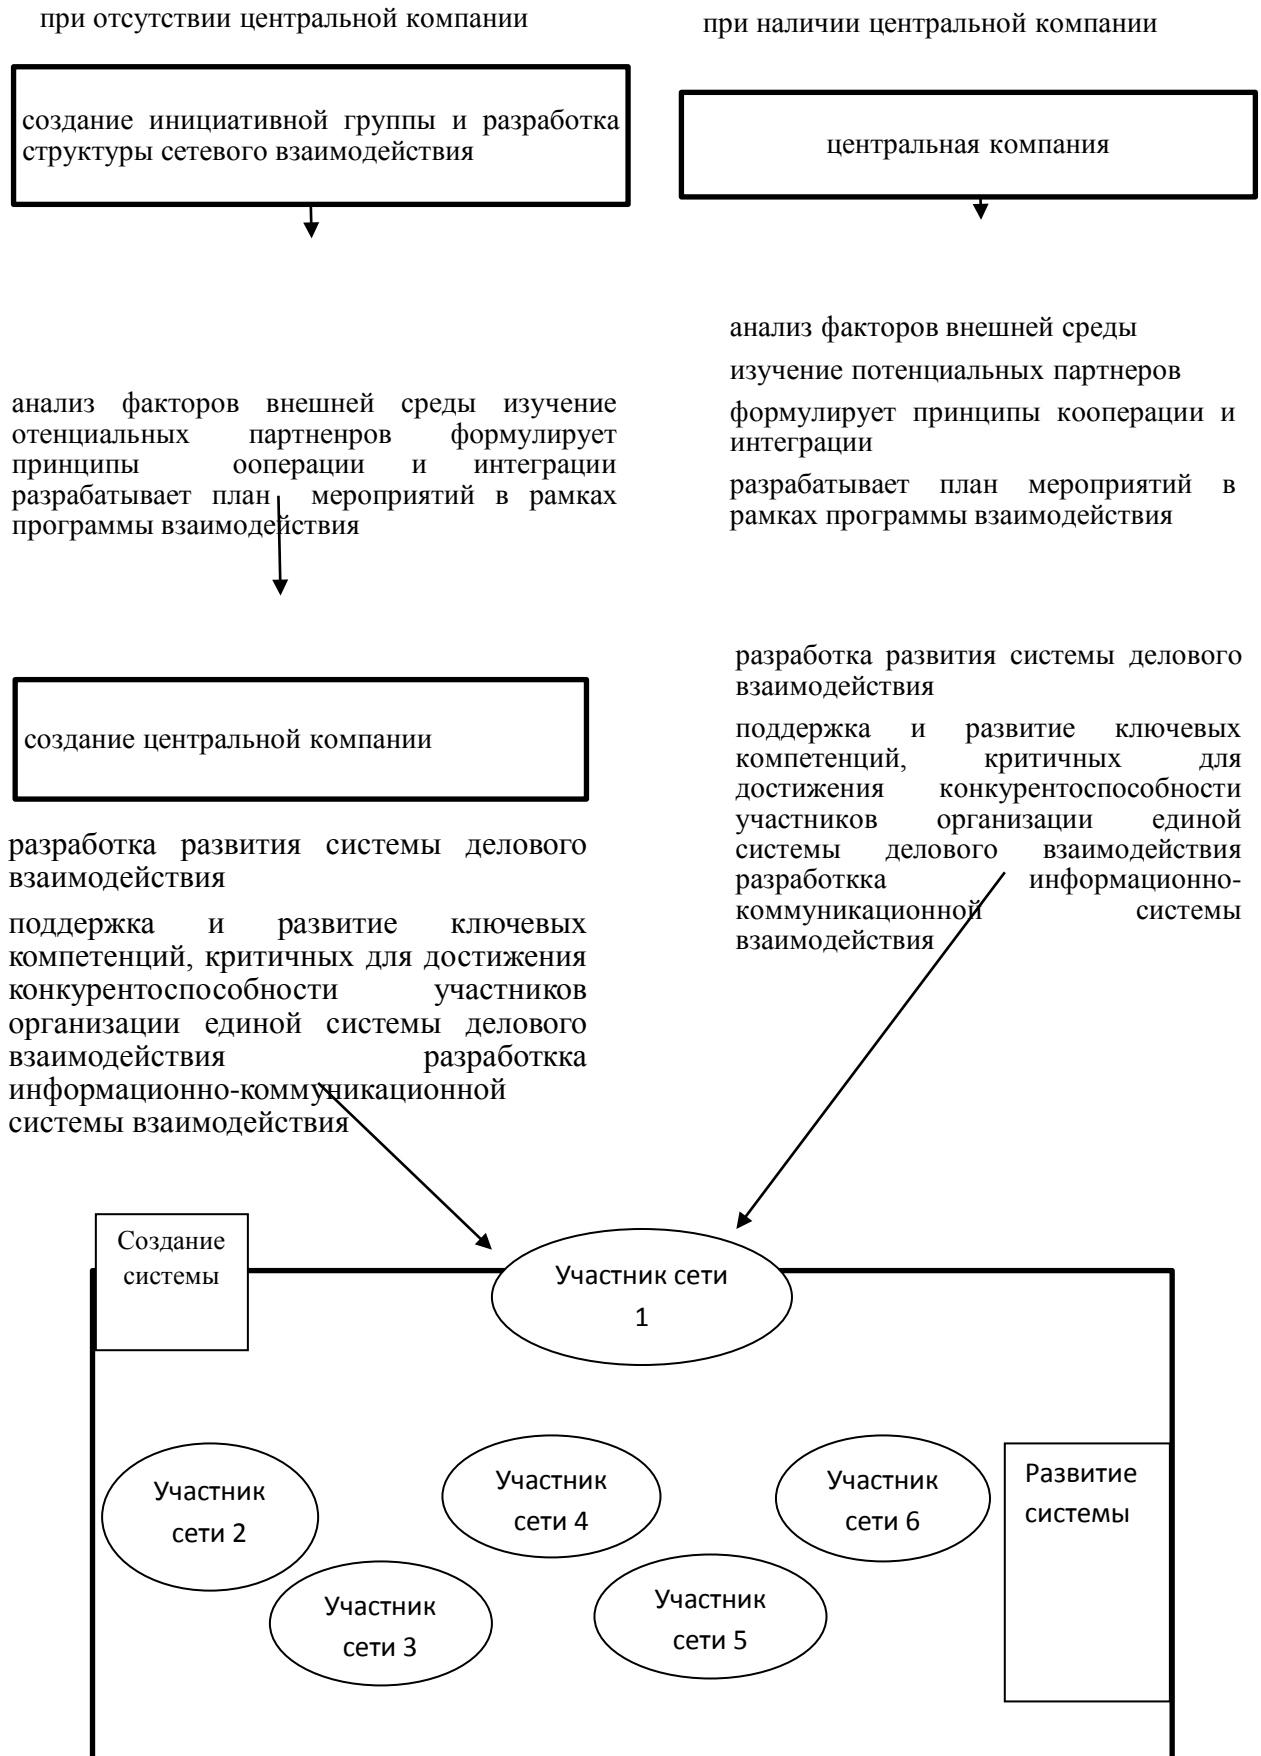 при отсутствии центральной компании
создание инициативной группы и разработка
структуры сетевого взаимодействия
анализ факторов внешней среды изучение
отенциальных партненров формулирует
принципы ооперации и интеграции
разрабатывает план мероприятий в рамках
программы взаимодействия
создание центральной компании
разработка развития системы делового
взаимодействия
поддержка и развитие ключевых
компетенций, критичных для достижения
конкурентоспособности участников
организации единой системы делового
взаимодействия разработкка
информационно-коммуникационной
системы взаимодействия
при наличии центральной компании
центральная компания
анализ факторов внешней среды
изучение потенциальных партнеров
формулирует принципы кооперации и
интеграции
разрабатывает план мероприятий в
рамках программы взаимодействия
разработка развития системы делового
взаимодействия
поддержка и развитие ключевых
компетенций, критичных для
достижения конкурентоспособности
участников организации единой
системы делового взаимодействия
разработкка информационно-
коммуникационной системы
взаимодействия
Создание
системы
Участник сети
1
Участник
сети 2
Участник
сети 3
Участник
сети 4
Участник
сети 5
Участник
сети 6
Развитие
системы